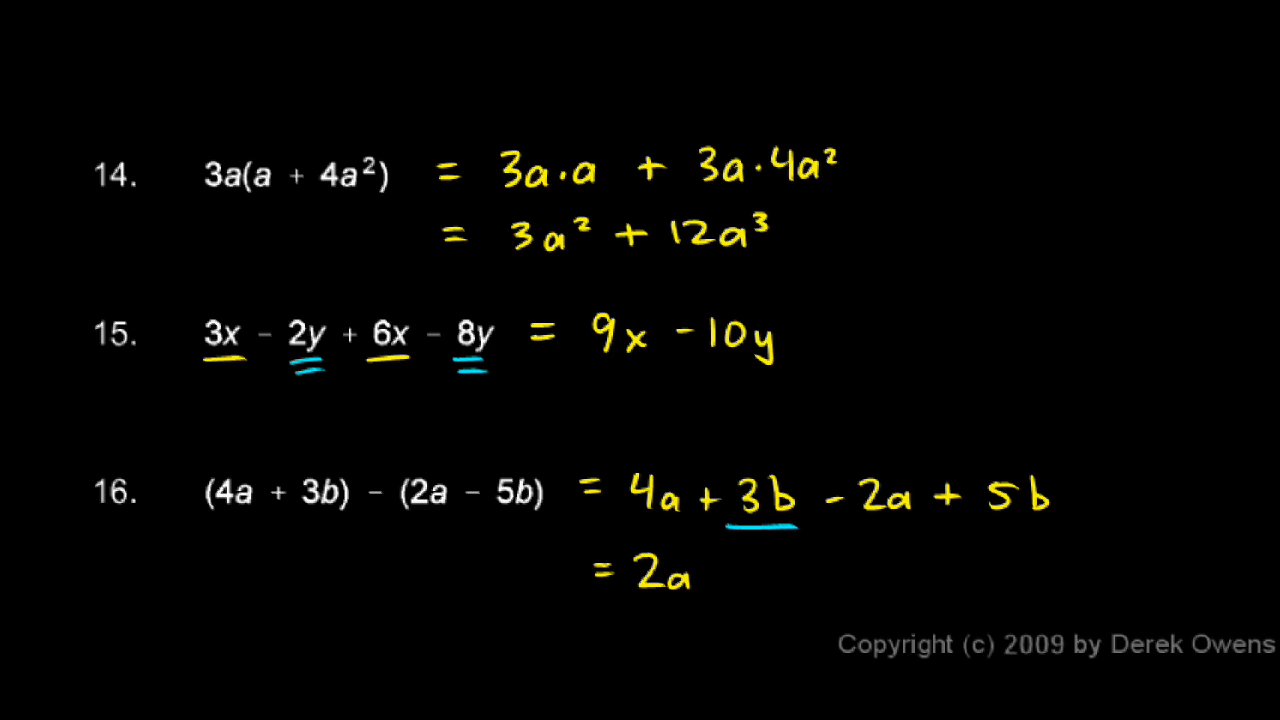 14. 3a(a + 4a²) = 3a·a + 3a·4a²
= 3a² + 12a³
15. 3x - 2y + 6x - 8y = 9x - 10y
16. (4a + 3b) - (2a - 5b) = 4a + 3b - 2a + 5b
= 2a
Copyright (c) 2009 by Derek Owens